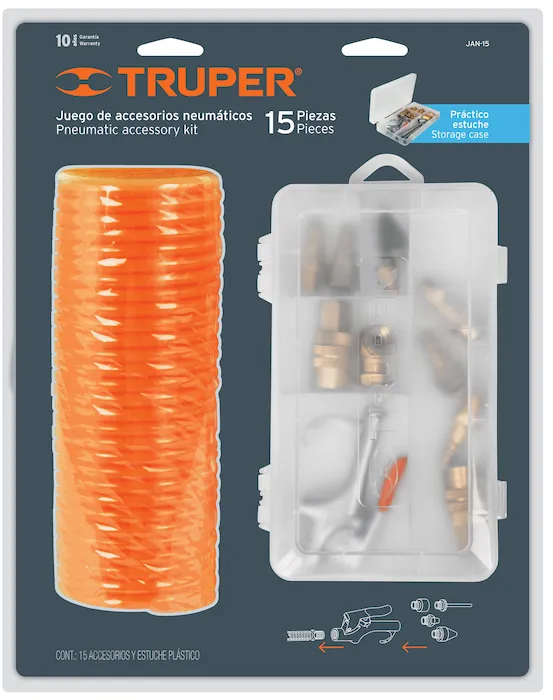 10 años Garantía Warranty
JAN-15
TRUPER®
Juego de accesorios neumáticos
Pneumatic accessory kit
15 Piezas
Pieces
Práctico
estuche
Storage case
CONT.: 15 ACCESORIOS Y ESTUCHE PLÁSTICO